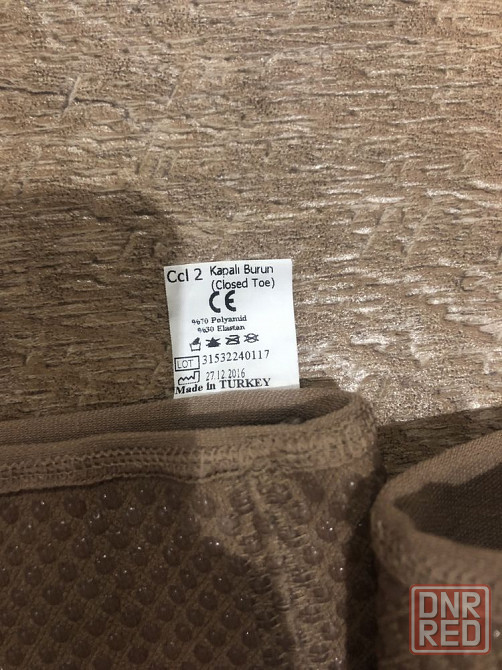 Ccl 2 Kapalı Burun
(Closed Toe)
CE
%70 Polyamid
%30 Elastan
LOT 31532240117
27.12.2016
Made in TURKEY
DNR
RED